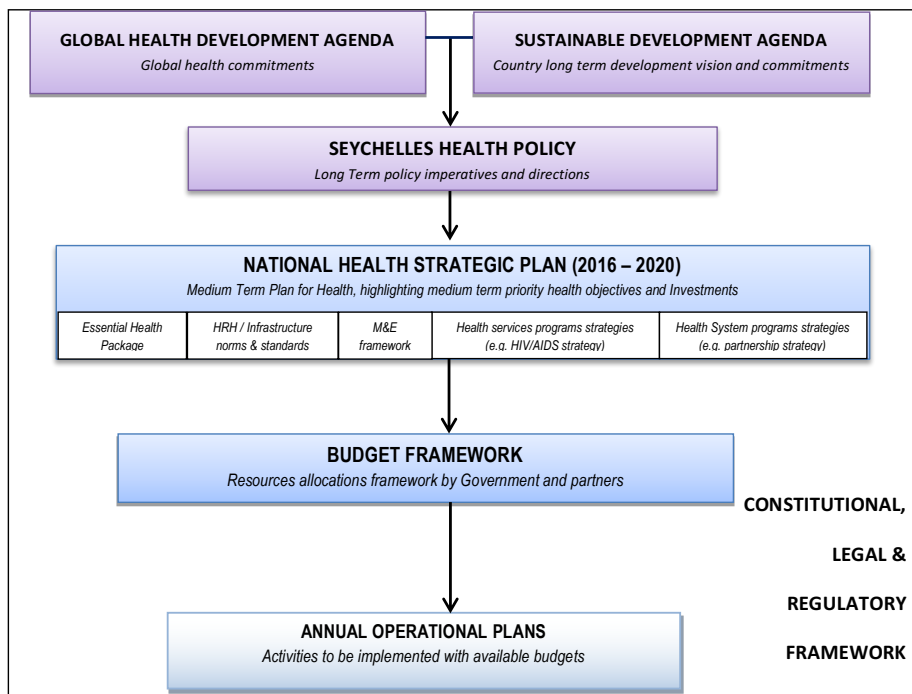 GLOBAL HEALTH DEVELOPMENT AGENDA
Global health commitments
SUSTAINABLE DEVELOPMENT AGENDA
Country long term development vision and commitments
SEYCHELLES HEALTH POLICY
Long Term policy imperatives and directions
NATIONAL HEALTH STRATEGIC PLAN (2016 – 2020)
Medium Term Plan for Health, highlighting medium term priority health objectives and Investments
Essential Health
Package
HRH / Infrastructure
norms & standards
M&E
framework
Health services programs strategies
(e.g. HIV/AIDS strategy)
Health System programs strategies
(e.g. partnership strategy)
BUDGET FRAMEWORK
Resources allocations framework by Government and partners
CONSTITUTIONAL,
LEGAL &
REGULATORY
FRAMEWORK
ANNUAL OPERATIONAL PLANS
Activities to be implemented with available budgets